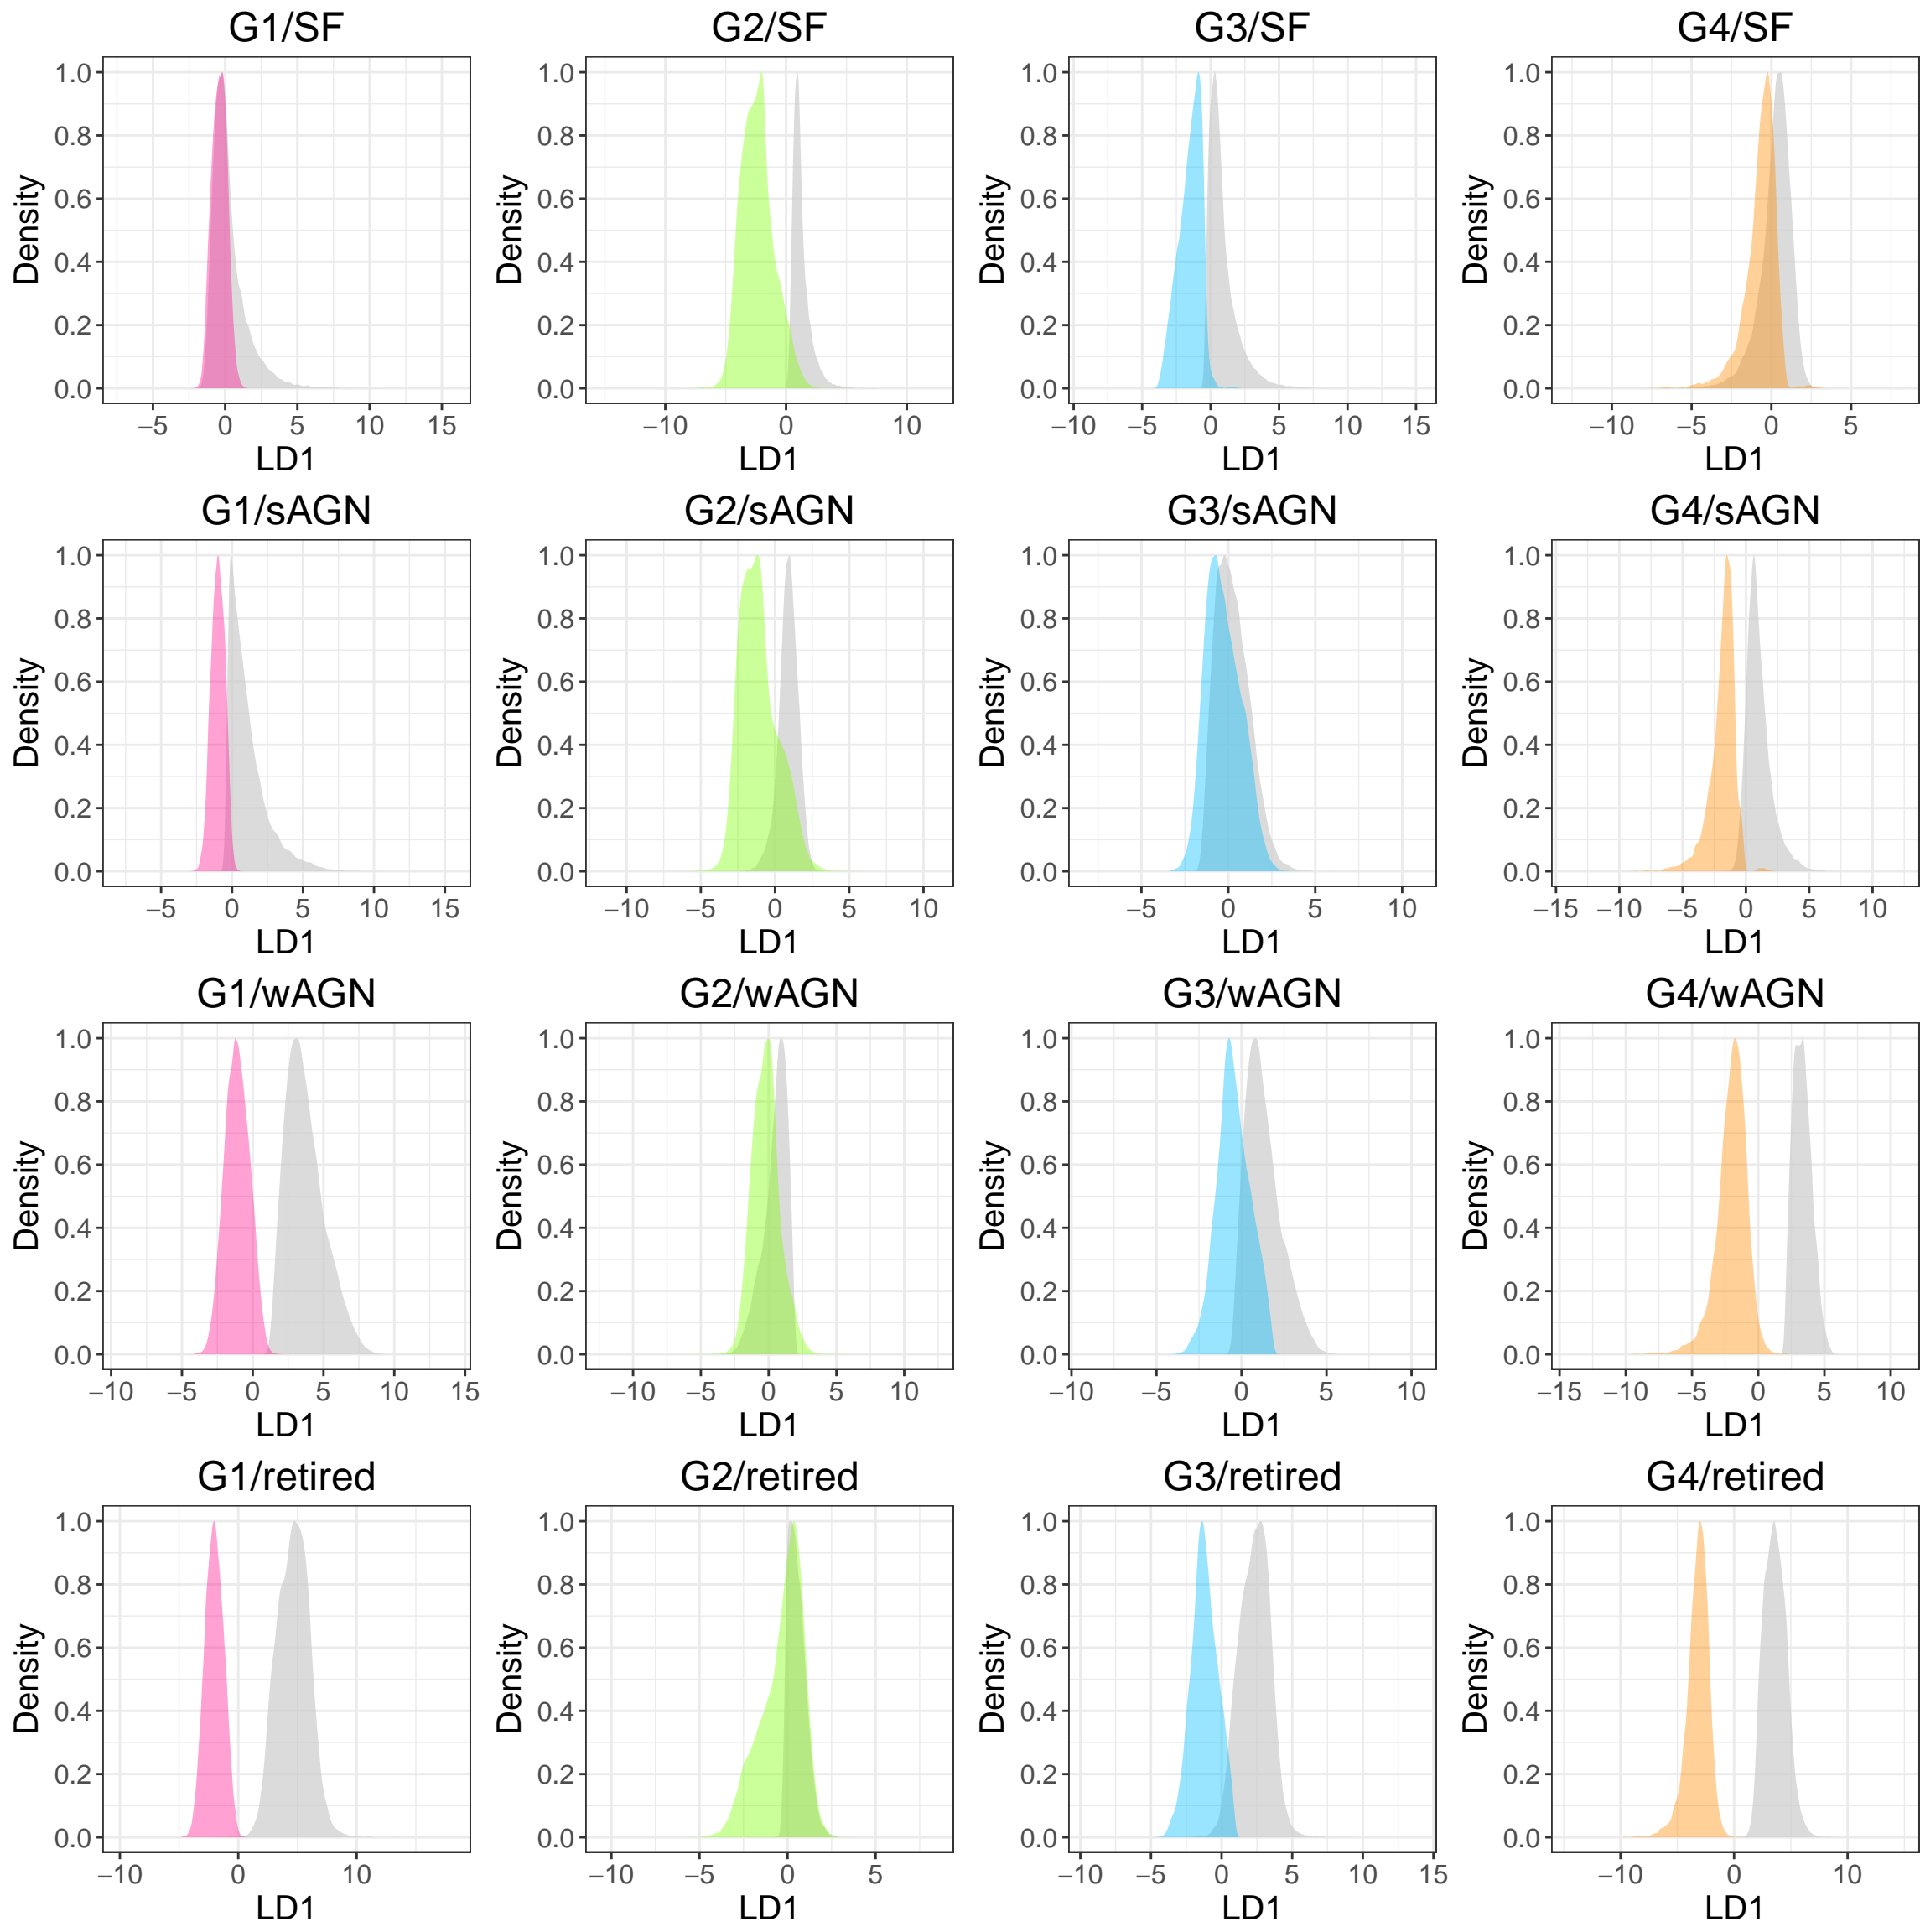 G1/SF G2/SF G3/SF G4/SF
1.0 1.0 1.0 1.0
0.8 0.8 0.8 0.8
0.6 0.6 0.6 0.6
Density Density Density Density
0.4 0.4 0.4 0.4
0.2 0.2 0.2 0.2
0.0 0.0 0.0 0.0
−5 0 5 10 15 −10 0 10 −10 −5 0 5 10 15 −10 −5 0 5
LD1 LD1 LD1 LD1
G1/sAGN G2/sAGN G3/sAGN G4/sAGN
1.0 1.0 1.0 1.0
0.8 0.8 0.8 0.8
0.6 0.6 0.6 0.6
Density Density Density Density
0.4 0.4 0.4 0.4
0.2 0.2 0.2 0.2
0.0 0.0 0.0 0.0
−5 0 5 10 15 −10 −5 0 5 10 −5 0 5 10 −15 −10 −5 0 5 10
LD1 LD1 LD1 LD1
G1/wAGN G2/wAGN G3/wAGN G4/wAGN
1.0 1.0 1.0 1.0
0.8 0.8 0.8 0.8
0.6 0.6 0.6 0.6
Density Density Density Density
0.4 0.4 0.4 0.4
0.2 0.2 0.2 0.2
0.0 0.0 0.0 0.0
−10 −5 0 5 10 15 −10 −5 0 5 10 −10 −5 0 5 10 −15 −10 −5 0 5 10
LD1 LD1 LD1 LD1
G1/retired G2/retired G3/retired G4/retired
1.0 1.0 1.0 1.0
0.8 0.8 0.8 0.8
0.6 0.6 0.6 0.6
Density Density Density Density
0.4 0.4 0.4 0.4
0.2 0.2 0.2 0.2
0.0 0.0 0.0 0.0
−10 0 10 −10 −5 0 5 −10 −5 0 5 10 15 −10 0 10
LD1 LD1 LD1 LD1